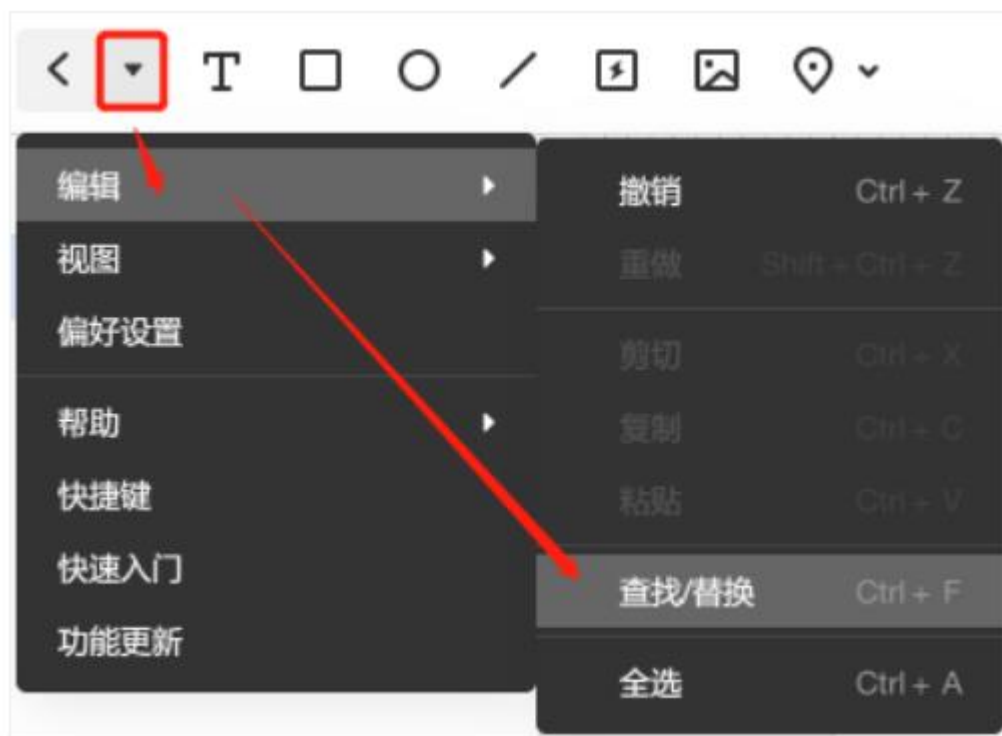 T
编辑
视图
偏好设置
帮助
快捷键
快速入门
功能更新
撤销 Ctrl + Z
重做 Shift + Ctrl + Z
剪切 Ctrl + X
复制 Ctrl + C
粘贴 Ctrl + V
查找/替换 Ctrl + F
全选 Ctrl + A